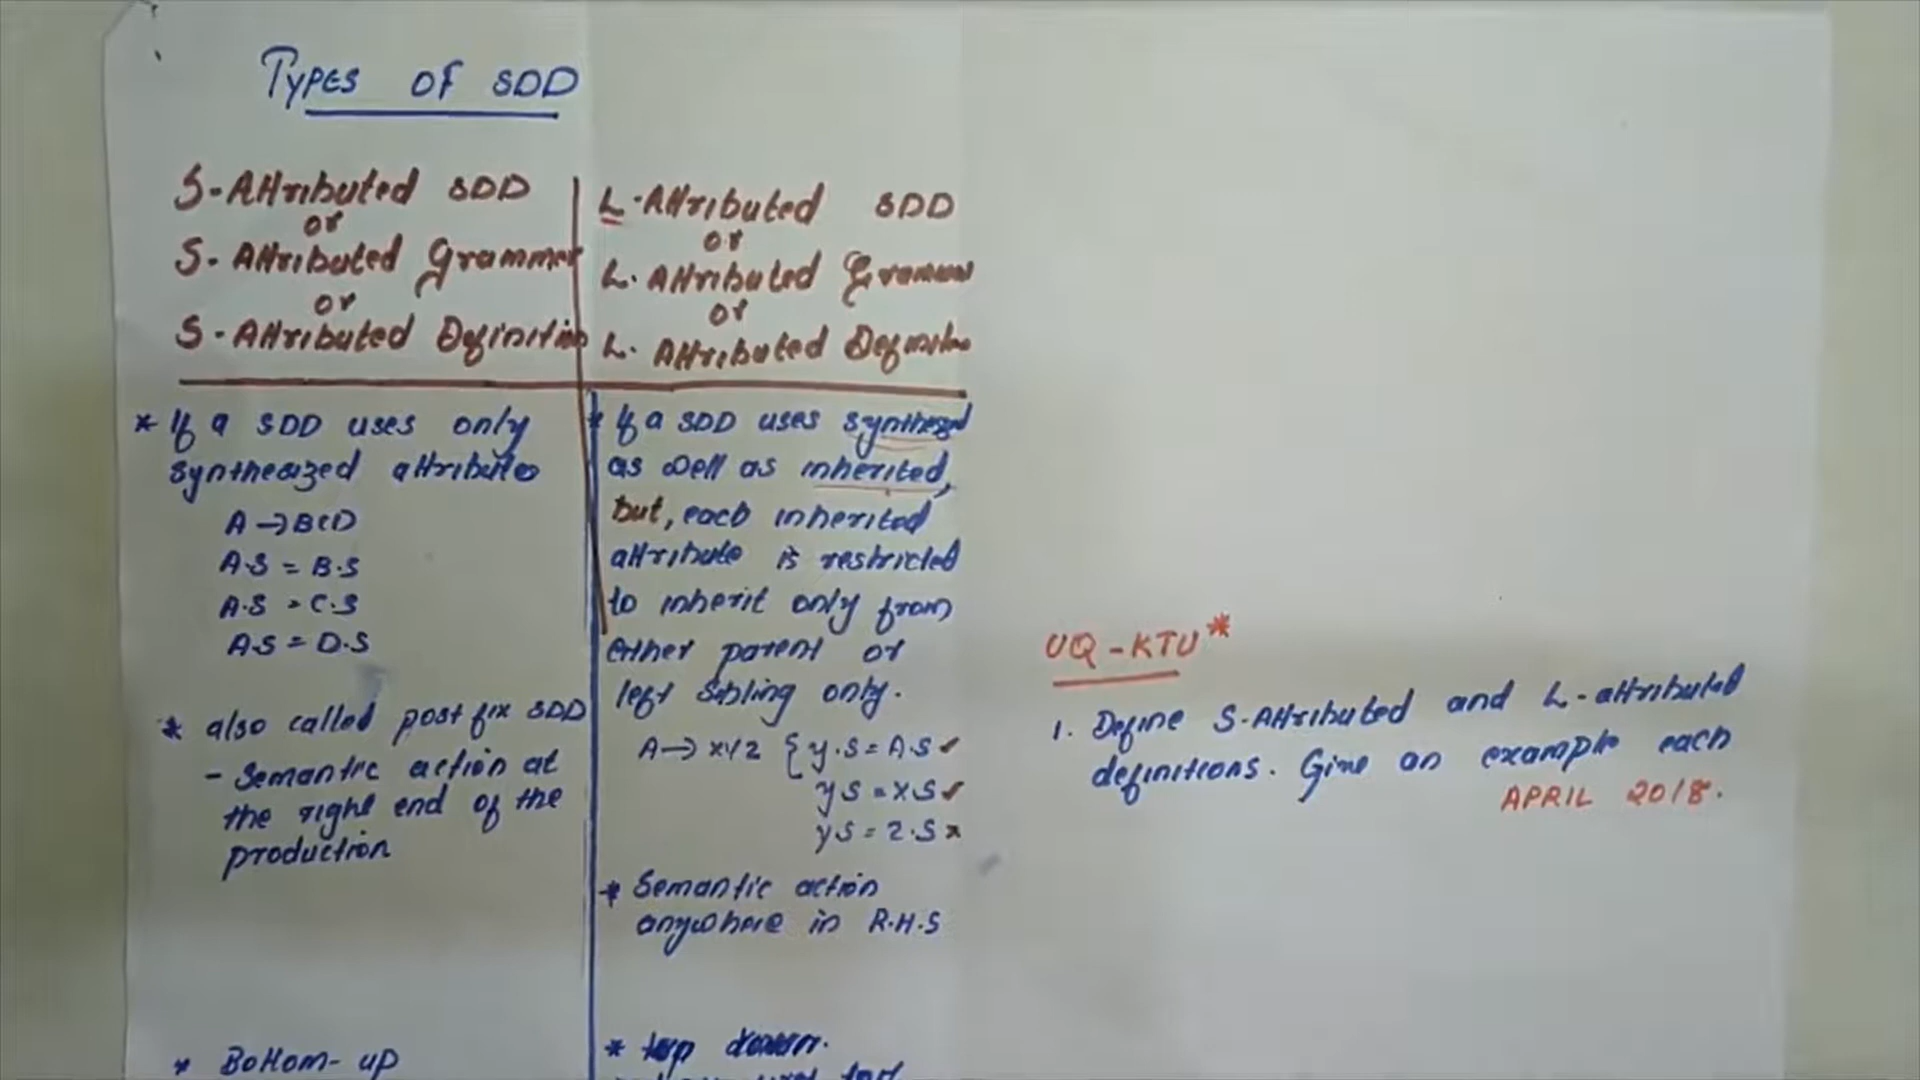 Types of SDD
S-Attributed SDD
or
S-Attributed Grammer
or
S-Attributed Definition
* If a SDD uses only
synthesized attributes
A → BCD
A.S = B.S
A.S = C.S
A.S = D.S
* also called post fix SDD
- Semantic action at
the right end of the
production
* Bottom-up
L-Attributed SDD
or
L-Attributed
or
L-Attributed
* If a SDD uses synthesized
as well as inherited,
but, each inherited
attribute is restricted
to inherit only from
either parent or
left sibling only.
A → XYZ { Y.S = A.S ✓
Y.S = X.S ✓
Y.S = Z.S x
* Semantic action
anywhere in R.H.S
* top down.
UQ - KTU *
1. Define S-Attributed and L-attributed
definitions. Give an example each
APRIL 2018.